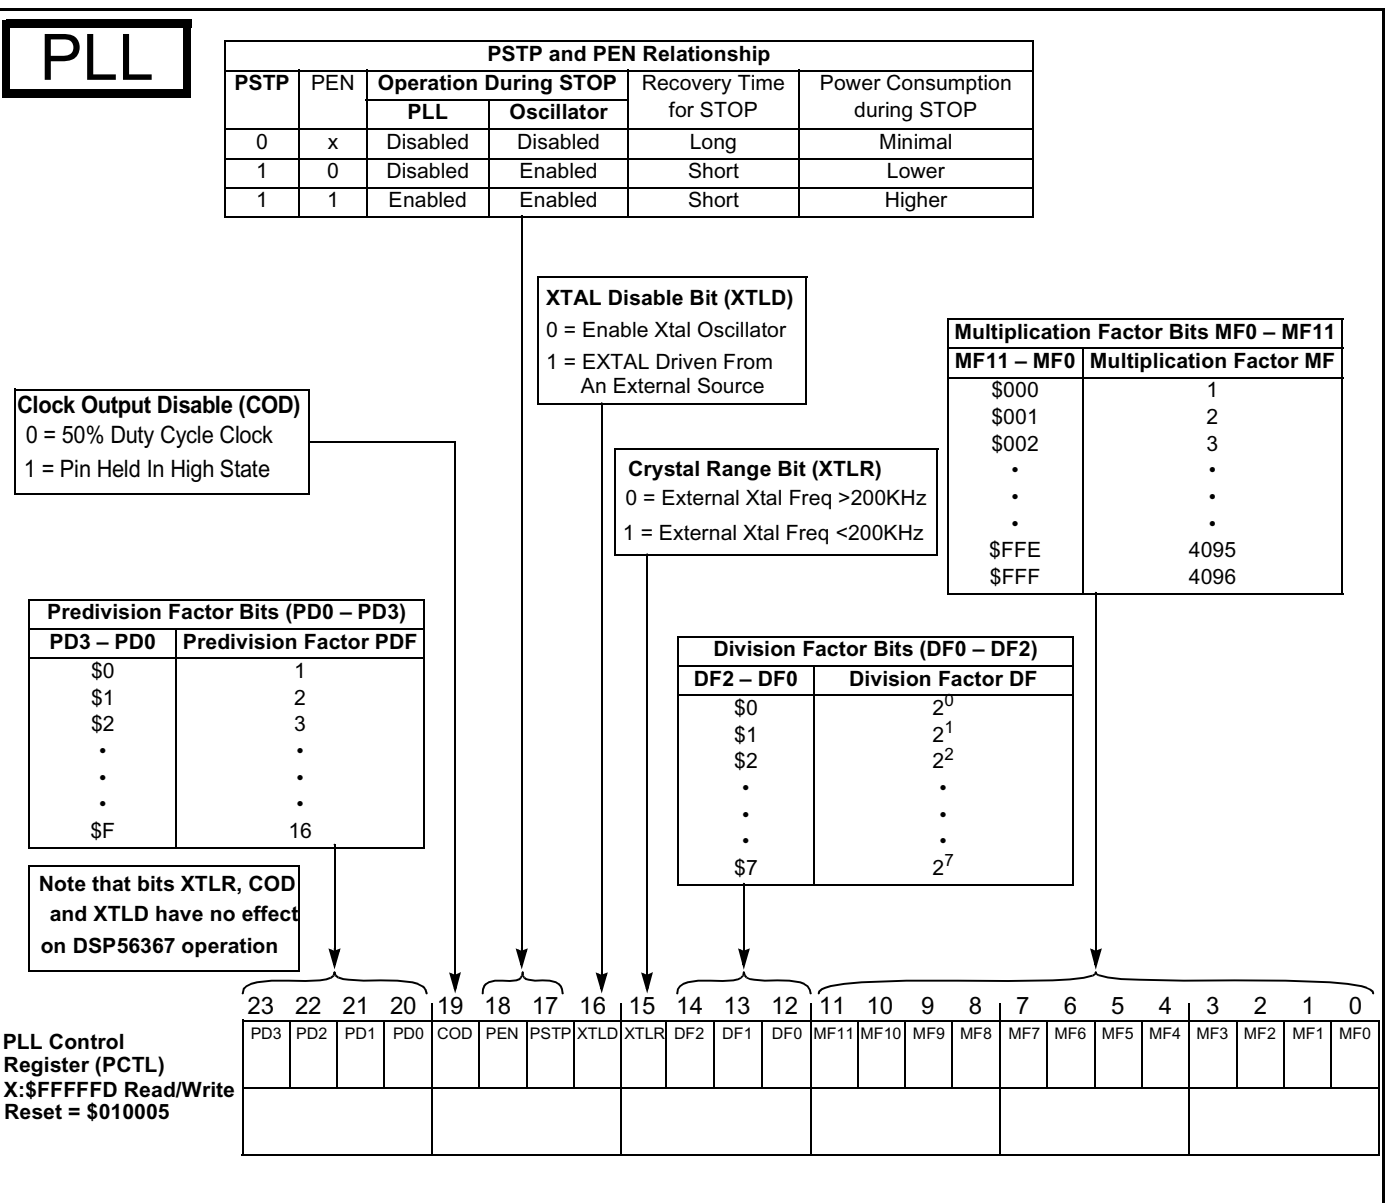 PLL
PSTP and PEN Relationship
PSTP PEN Operation During STOP Recovery Time for STOP Power Consumption during STOP
PLL Oscillator
0 x Disabled Disabled Long Minimal
1 0 Disabled Enabled Short Lower
1 1 Enabled Enabled Short Higher
XTAL Disable Bit (XTLD)
0 = Enable Xtal Oscillator
1 = EXTAL Driven From
An External Source
Multiplication Factor Bits MF0 – MF11
MF11 – MF0 Multiplication Factor MF
$000 1
$001 2
$002 3
• •
• •
• •
$FFE 4095
$FFF 4096
Clock Output Disable (COD)
0 = 50% Duty Cycle Clock
1 = Pin Held In High State
Crystal Range Bit (XTLR)
0 = External Xtal Freq >200KHz
1 = External Xtal Freq <200KHz
Predivision Factor Bits (PD0 – PD3)
PD3 – PD0 Predivision Factor PDF
$0 1
$1 2
$2 3
• •
• •
• •
$F 16
Division Factor Bits (DF0 – DF2)
DF2 – DF0 Division Factor DF
$0 2^0
$1 2^1
$2 2^2
• •
• •
• •
$7 2^7
Note that bits XTLR, COD
and XTLD have no effect
on DSP56367 operation
23 22 21 20 19 18 17 16 15 14 13 12 11 10 9 8 7 6 5 4 3 2 1 0
PD3 PD2 PD1 PD0 COD PEN PSTP XTLD XTLR DF2 DF1 DF0 MF11 MF10 MF9 MF8 MF7 MF6 MF5 MF4 MF3 MF2 MF1 MF0
PLL Control
Register (PCTL)
X:$FFFFFD Read/Write
Reset = $010005